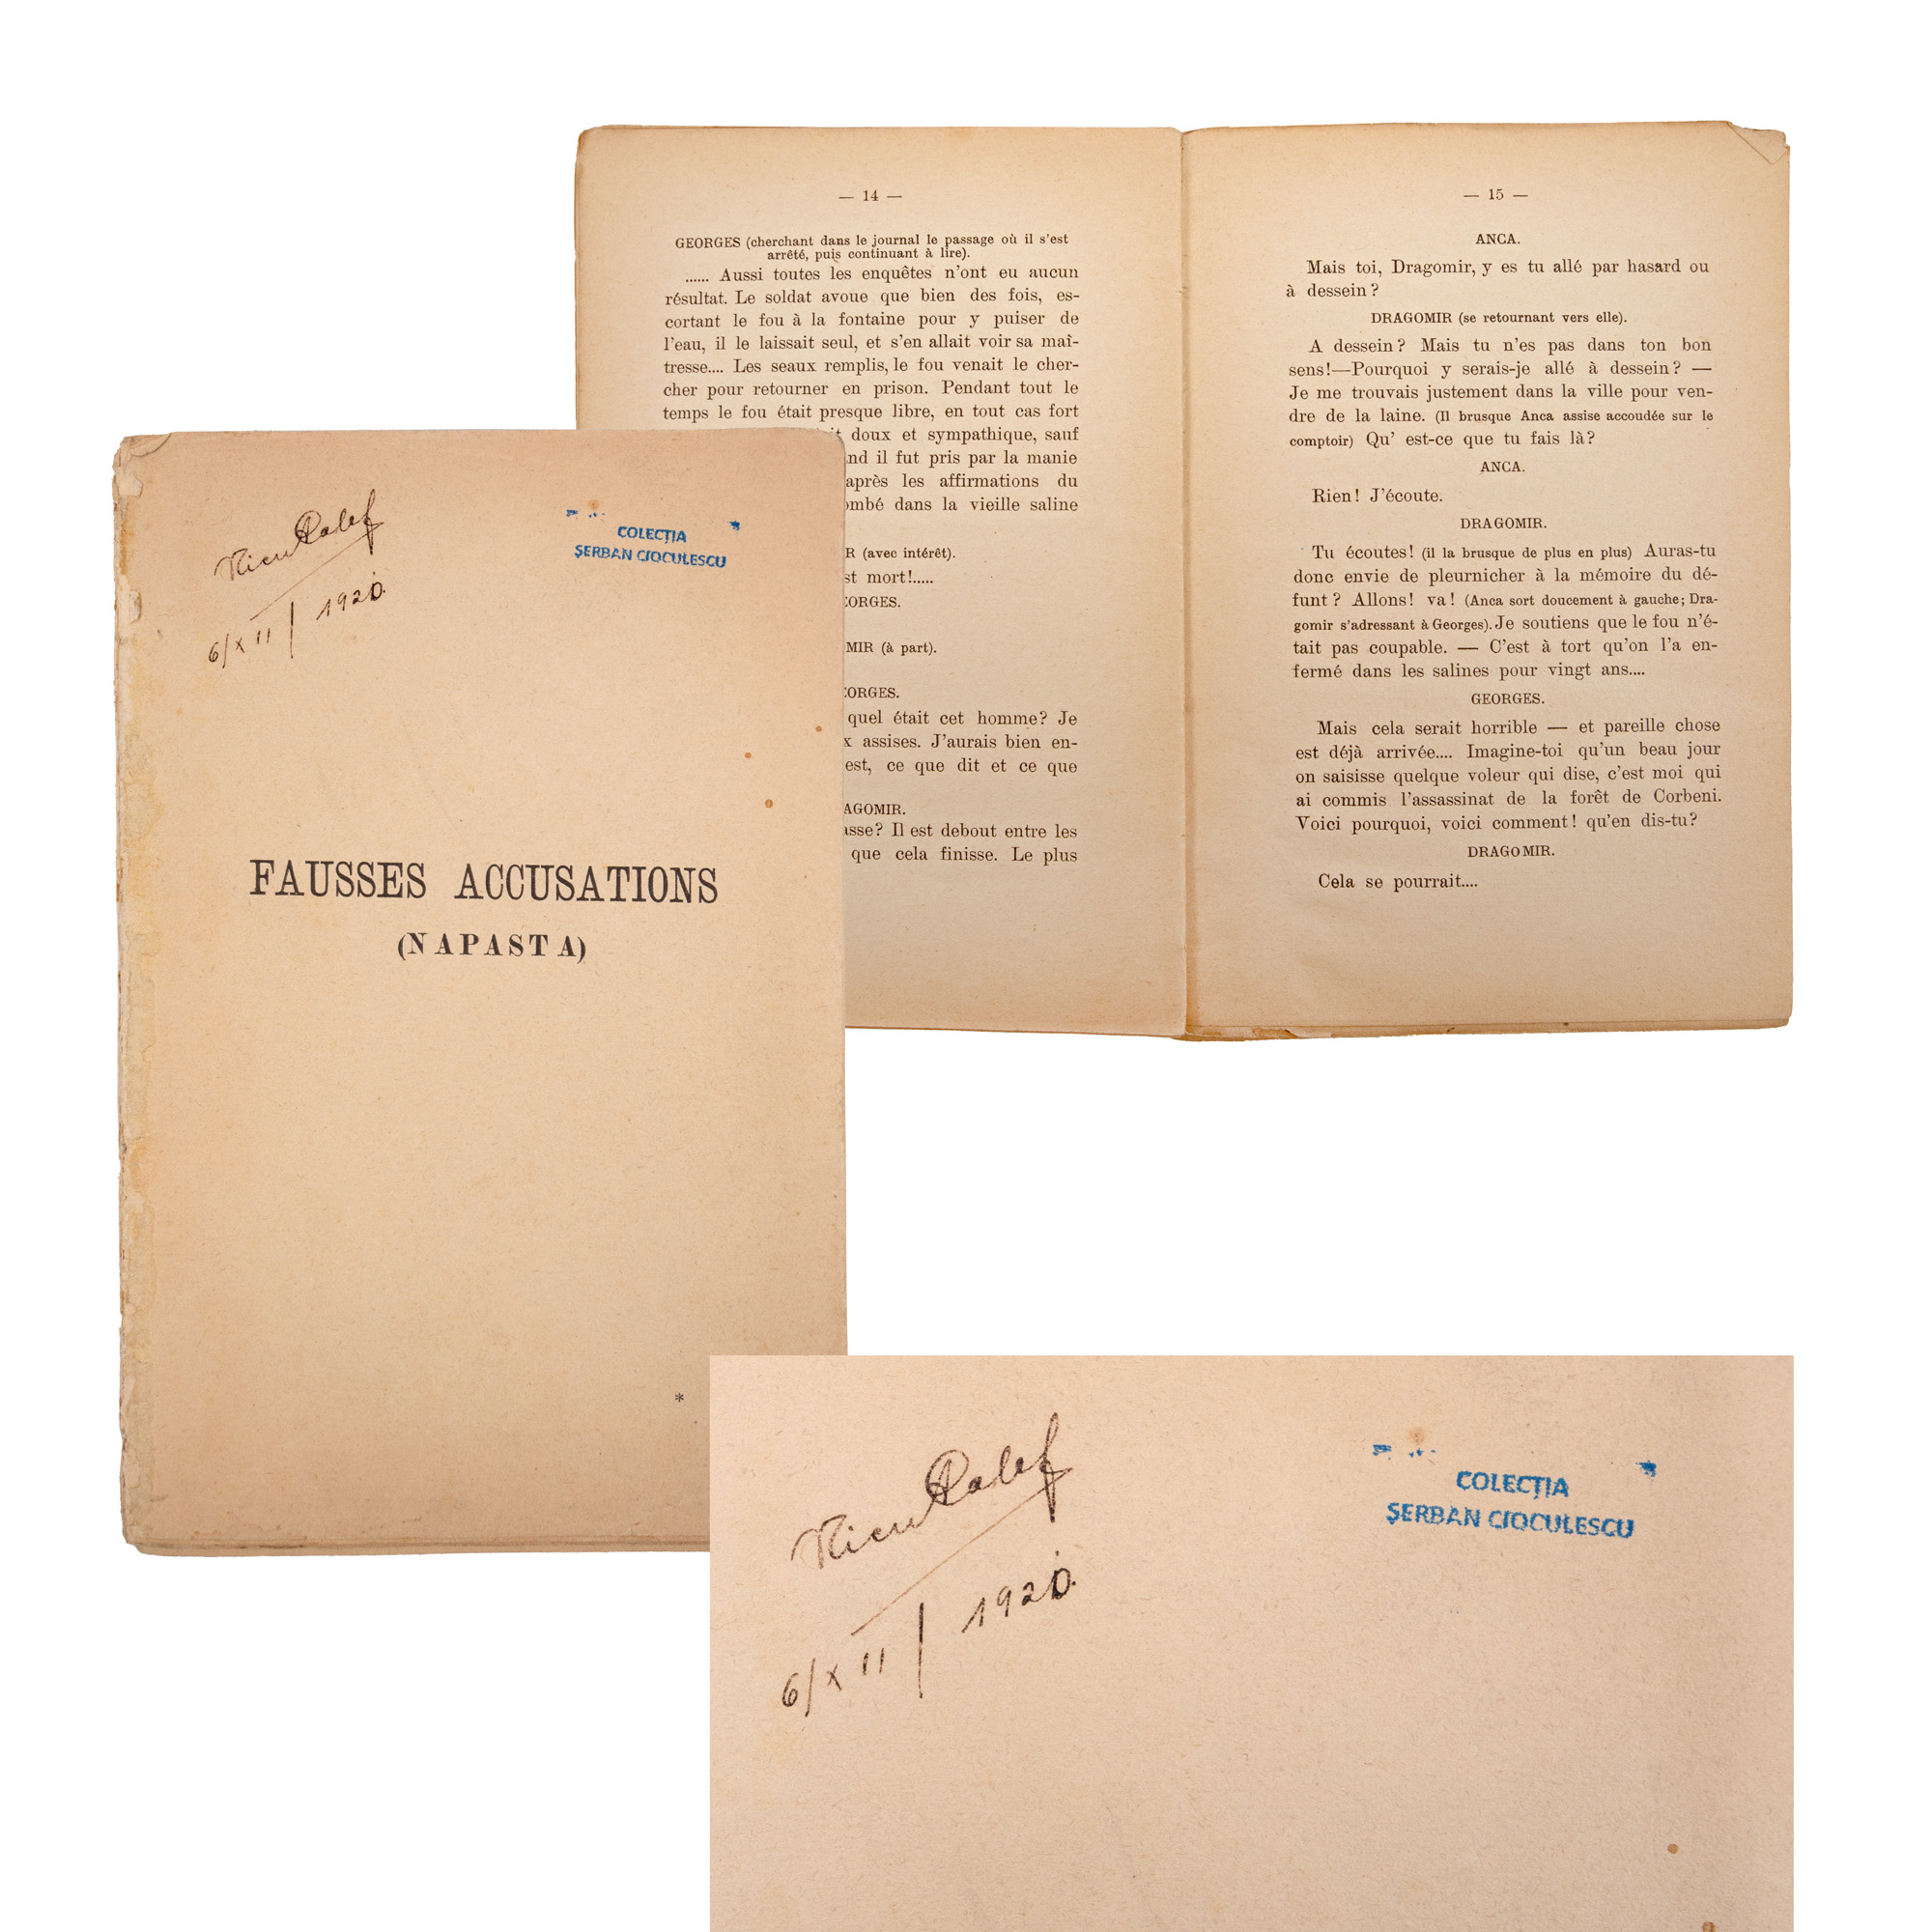 — 14 —
GEORGES (cherchant dans le journal le passage où il s'est
arrêté, puis continuant à lire).
...... Aussi toutes les enquêtes n'ont eu aucun
résultat. Le soldat avoue que bien des fois, es-
cortant le fou à la fontaine pour y puiser de
l'eau, il le laissait seul, et s'en allait voir sa maî-
tresse.... Les seaux remplis, le fou venait le cher-
cher pour retourner en prison. Pendant tout le
temps le fou était presque libre, en tout cas fort
doux et sympathique, sauf
il fut pris par la manie
après les affirmations du
dans la vieille saline
(avec intérêt).
mort!.....
(à part).
quel était cet homme? Je
assises. J'aurais bien en-
est, ce que dit et ce que
Il est debout entre les
que cela finisse. Le plus
— 15 —
ANCA.
Mais toi, Dragomir, y es tu allé par hasard ou
à dessein?
DRAGOMIR (se retournant vers elle).
A dessein? Mais tu n'es pas dans ton bon
sens!—Pourquoi y serais-je allé à dessein? —
Je me trouvais justement dans la ville pour ven-
dre de la laine. (Il brusque Anca assise accoudée sur le
comptoir) Qu' est-ce que tu fais là?
ANCA.
Rien! J'écoute.
DRAGOMIR.
Tu écoutes! (il la brusque de plus en plus) Auras-tu
donc envie de pleurnicher à la mémoire du dé-
funt? Allons! va! (Anca sort doucement à gauche; Dra-
gomir s'adressant à Georges). Je soutiens que le fou n'é-
tait pas coupable. — C'est à tort qu'on l'a en-
fermé dans les salines pour vingt ans....
GEORGES.
Mais cela serait horrible — et pareille chose
est déjà arrivée.... Imagine-toi qu'un beau jour
on saisisse quelque voleur qui dise, c'est moi qui
ai commis l'assassinat de la forêt de Corbeni.
Voici pourquoi, voici comment! qu'en dis-tu?
DRAGOMIR.
Cela se pourrait....
Nicu Calef
6/XII/1920.
COLECȚIA
ȘERBAN CIOCULESCU
FAUSSES ACCUSATIONS
(NAPASTA)
*
Nicu Calef
6/XII/1920.
COLECȚIA
ȘERBAN CIOCULESCU